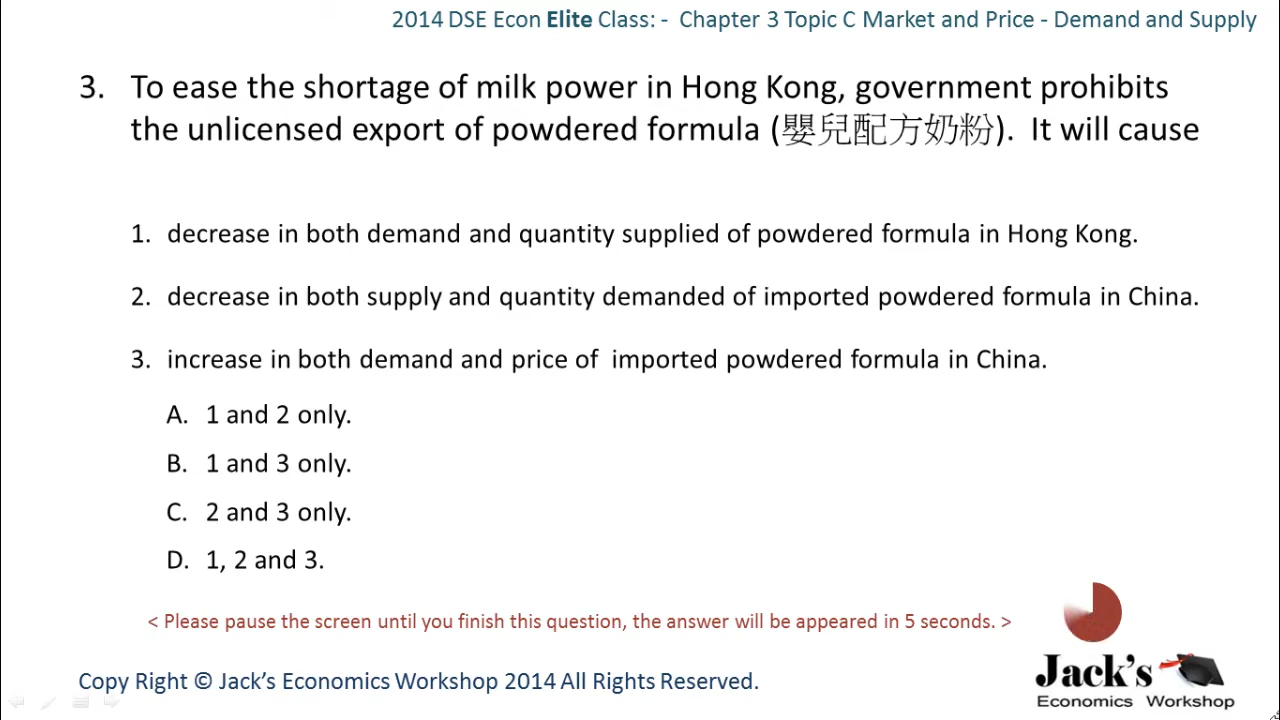 2014 DSE Econ Elite Class: - Chapter 3 Topic C Market and Price - Demand and Supply
3. To ease the shortage of milk power in Hong Kong, government prohibits
the unlicensed export of powdered formula (嬰兒配方奶粉). It will cause
1. decrease in both demand and quantity supplied of powdered formula in Hong Kong.
2. decrease in both supply and quantity demanded of imported powdered formula in China.
3. increase in both demand and price of imported powdered formula in China.
A. 1 and 2 only.
B. 1 and 3 only.
C. 2 and 3 only.
D. 1, 2 and 3.
< Please pause the screen until you finish this question, the answer will be appeared in 5 seconds. >
Jack's
Economics Workshop
Copy Right © Jack's Economics Workshop 2014 All Rights Reserved.